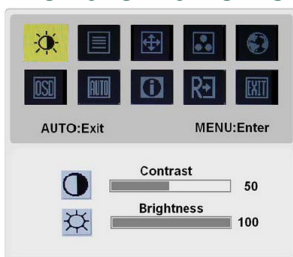 OSD AUTO EXIT
AUTO:Exit MENU:Enter
Contrast
50
Brightness
100